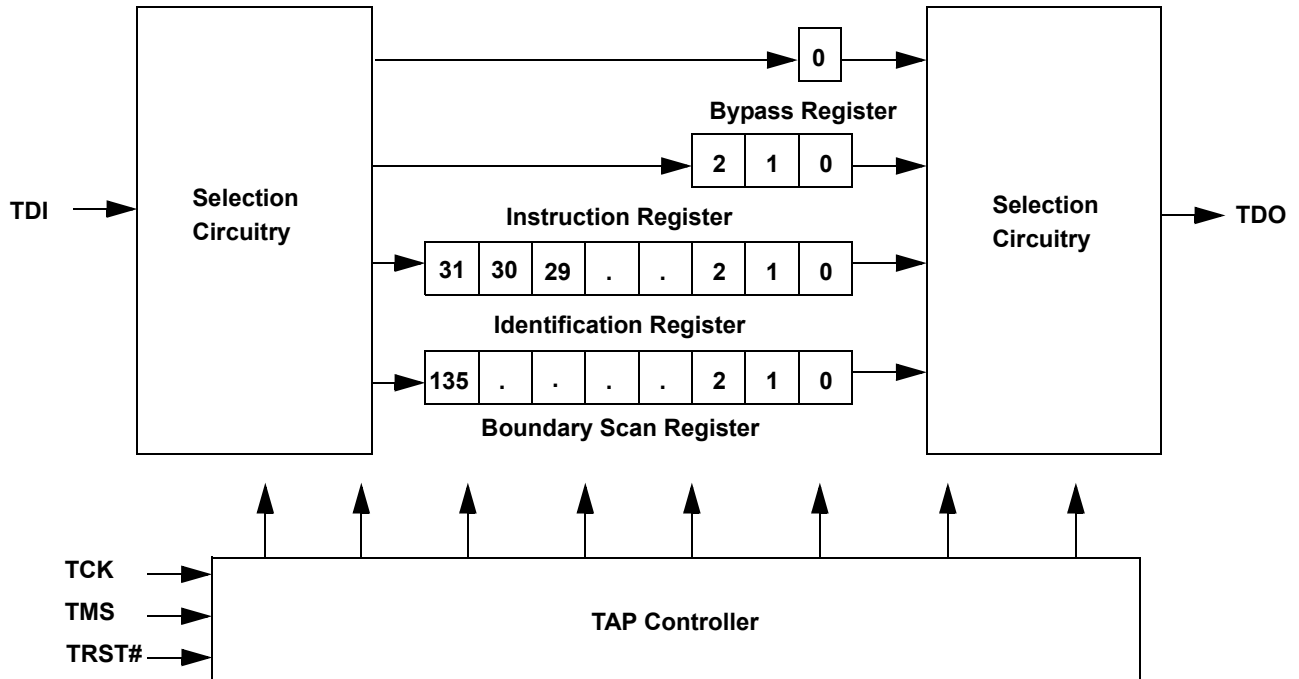 0
Bypass Register
2 1 0
TDI
Selection
Circuitry
Instruction Register
31 30 29 . . 2 1 0
Identification Register
135 . . . . 2 1 0
Boundary Scan Register
Selection
Circuitry
TDO
TCK
TMS
TRST#
TAP Controller